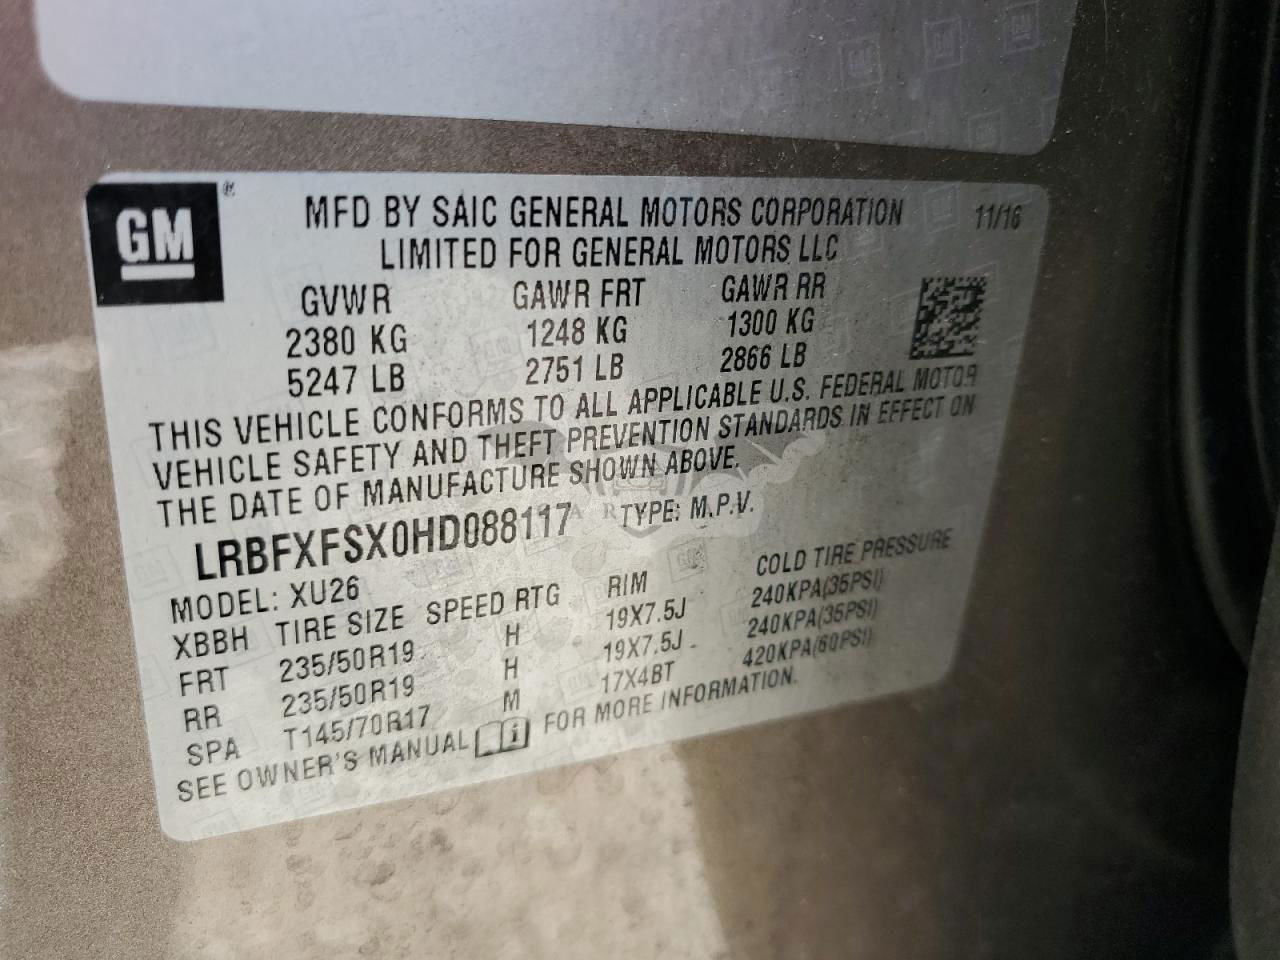 GM ®
MFD BY SAIC GENERAL MOTORS CORPORATION 11/16
LIMITED FOR GENERAL MOTORS LLC
GVWR GAWR FRT GAWR RR
2380 KG 1248 KG 1300 KG
5247 LB 2751 LB 2866 LB
THIS VEHICLE CONFORMS TO ALL APPLICABLE U.S. FEDERAL MOTOR
VEHICLE SAFETY AND THEFT PREVENTION STANDARDS IN EFFECT ON
THE DATE OF MANUFACTURE SHOWN ABOVE.
LRBFXFSX0HD088117 TYPE: M.P.V.
MODEL: XU26
XBBH TIRE SIZE SPEED RTG RIM COLD TIRE PRESSURE
FRT 235/50R19 H 19X7.5J 240KPA(35PSI)
RR 235/50R19 H 19X7.5J 240KPA(35PSI)
SPA T145/70R17 M 17X4BT 420KPA(60PSI)
SEE OWNER'S MANUAL FOR MORE INFORMATION.